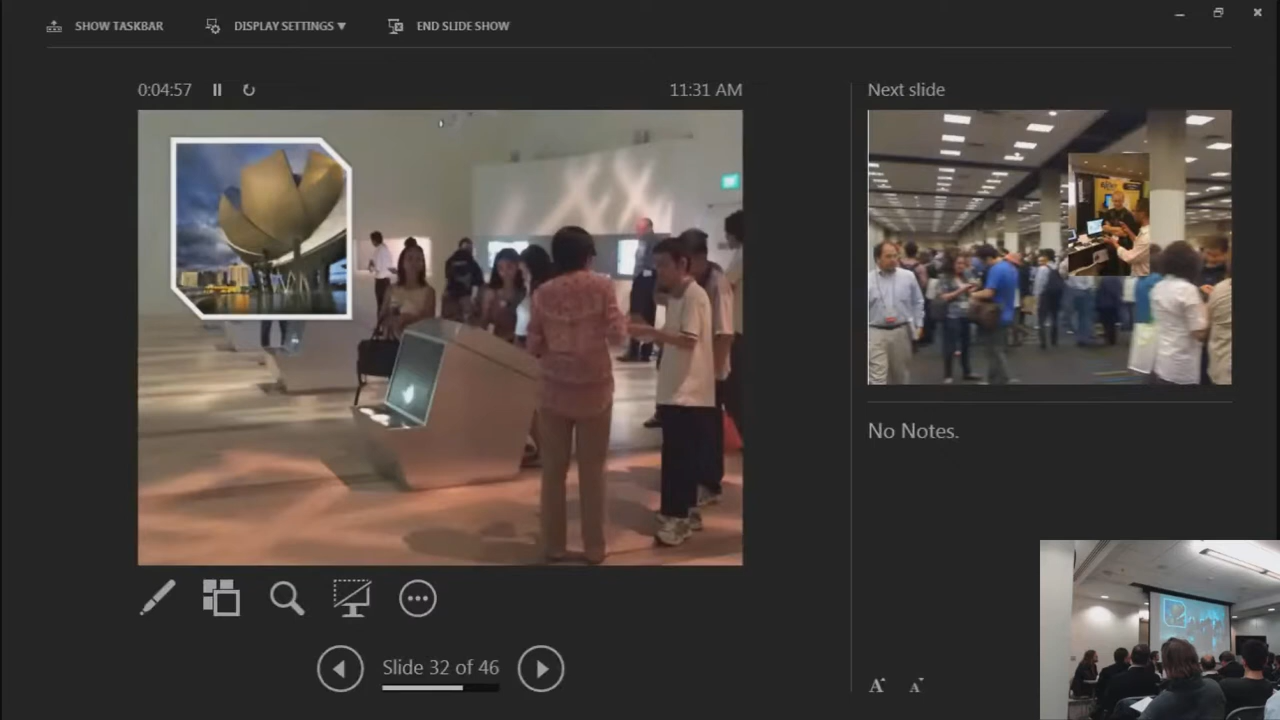 SHOW TASKBAR
DISPLAY SETTINGS ▼
END SLIDE SHOW
0:04:57
11:31 AM
Next slide
No Notes.
Slide 32 of 46
A
A